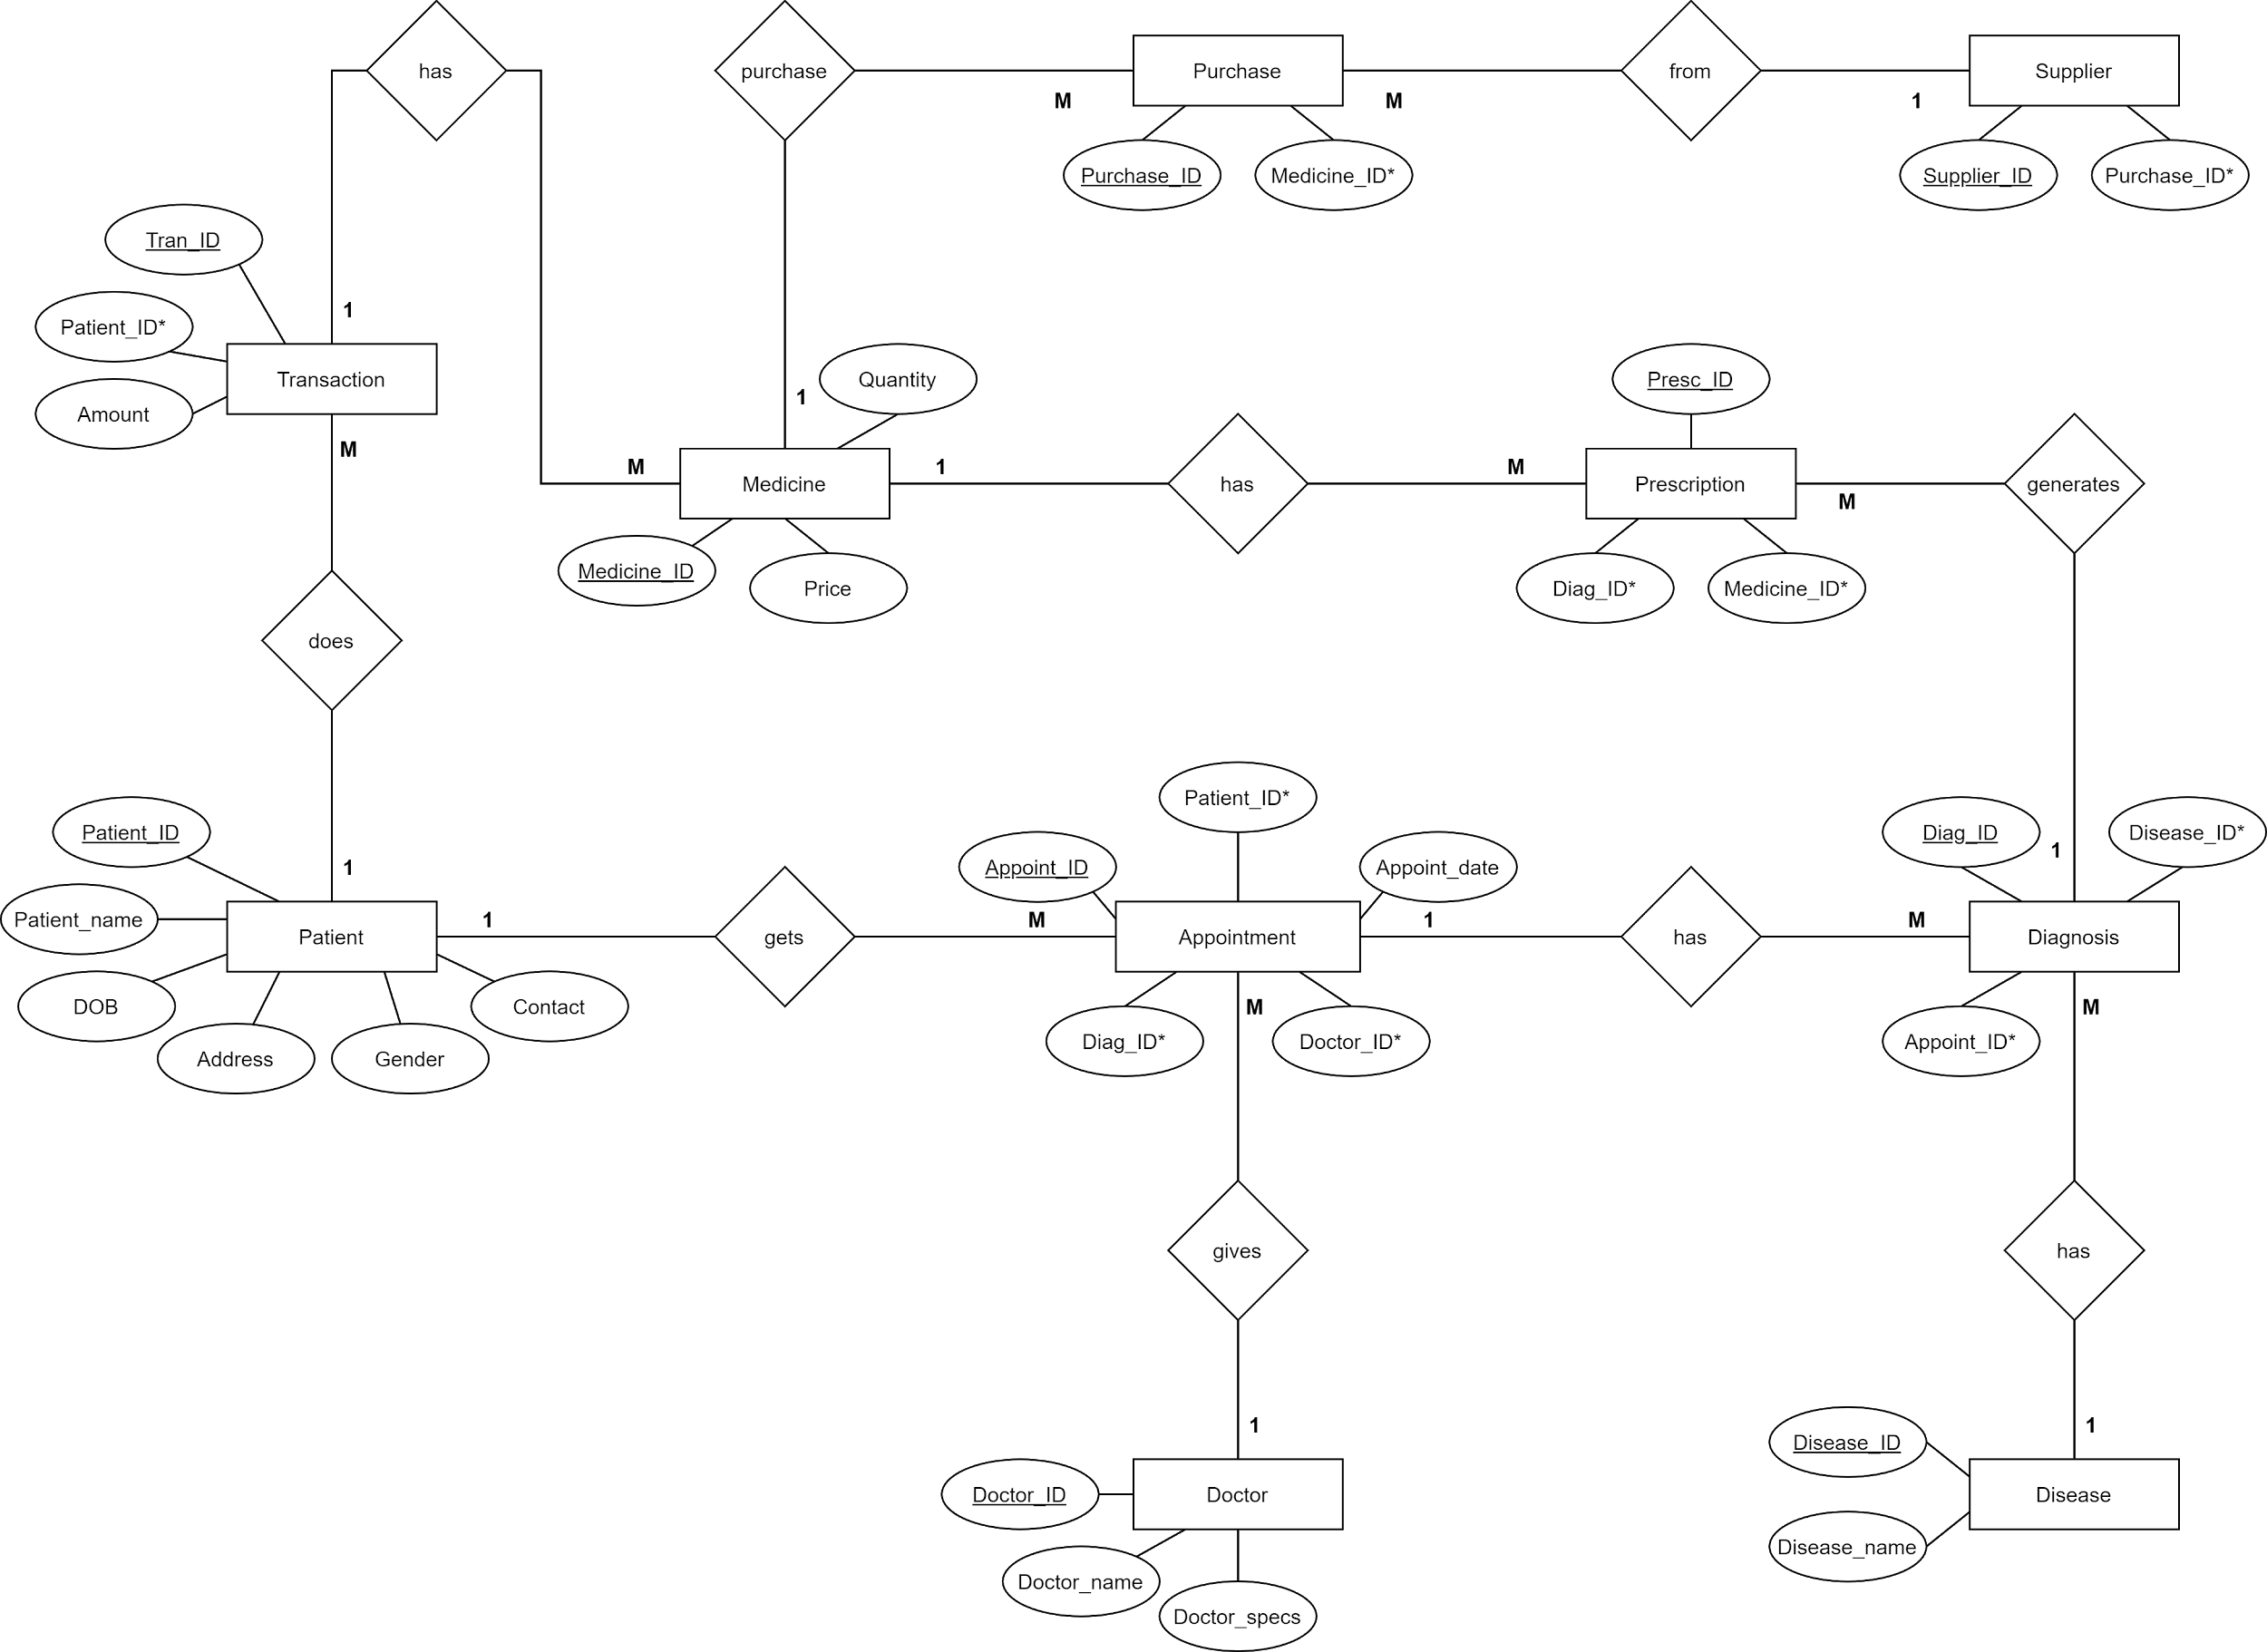 has
purchase
Purchase
from
Supplier
M
M
1
Purchase_ID
Medicine_ID*
Supplier_ID
Purchase_ID*
Tran_ID
1
Patient_ID*
Transaction
Amount
M
1
Quantity
Presc_ID
M
Medicine
1
has
M
Prescription
M
generates
Medicine_ID
Price
Diag_ID*
Medicine_ID*
does
Patient_ID*
Patient_ID
1
Appoint_ID
Appoint_date
Diag_ID
Disease_ID*
1
Patient_name
Patient
1
gets
M
Appointment
1
has
M
Diagnosis
DOB
Contact
M
M
Address
Gender
Diag_ID*
Doctor_ID*
Appoint_ID*
gives
has
1
1
Disease_ID
Doctor_ID
Doctor
Disease
Disease_name
Doctor_name
Doctor_specs